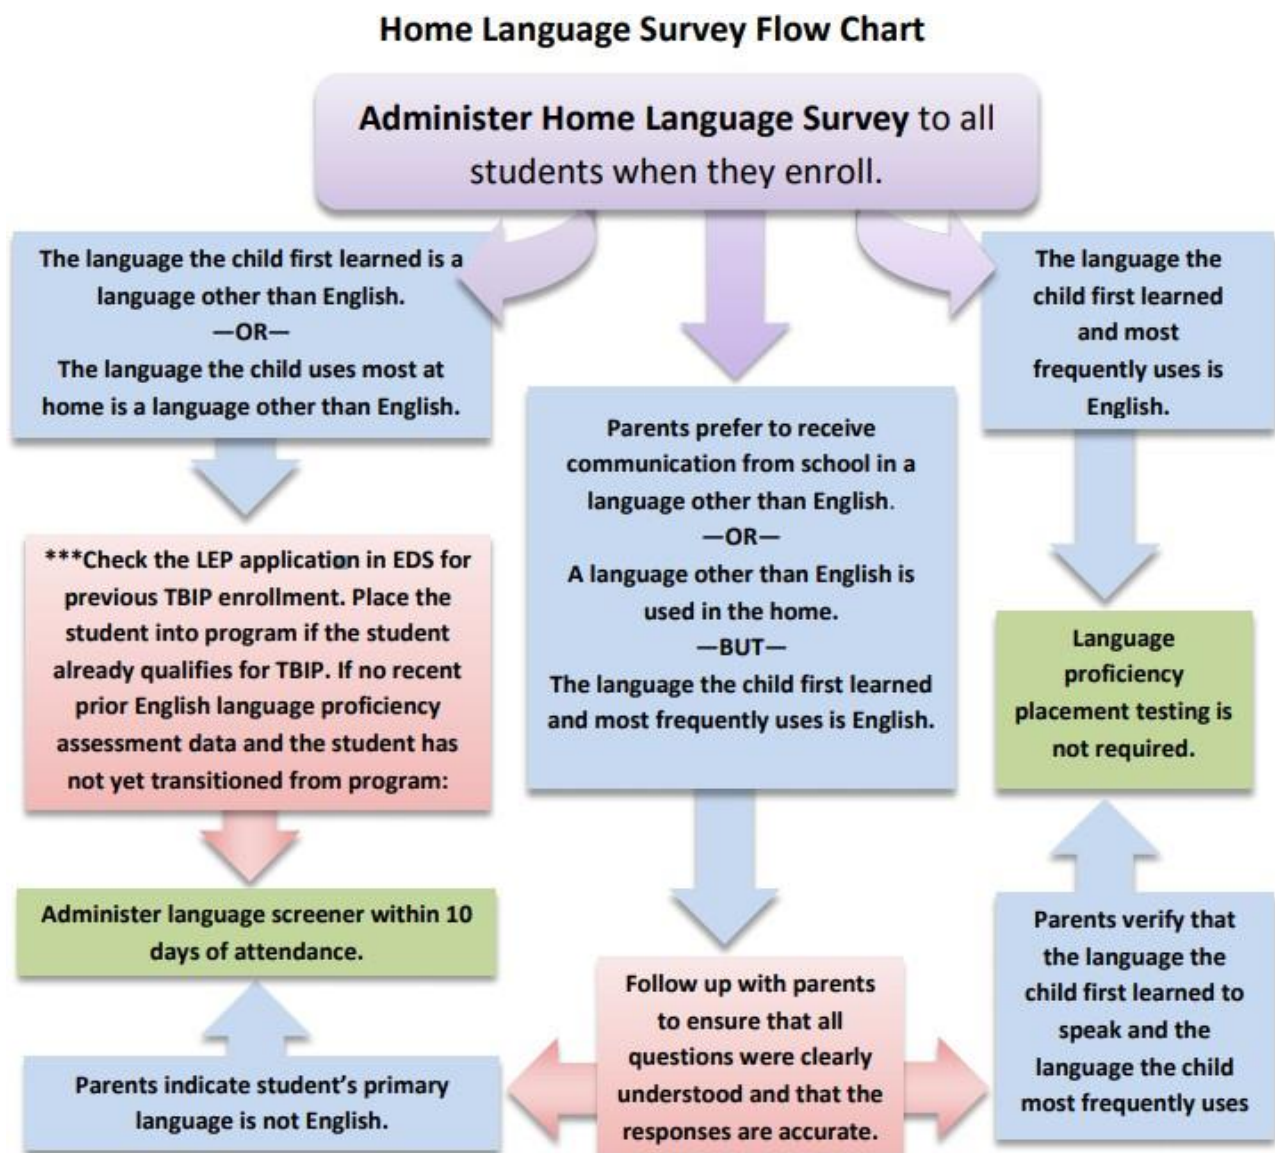 Home Language Survey Flow Chart
Administer Home Language Survey to all
students when they enroll.
The language the child first learned is a
language other than English.
—OR—
The language the child uses most at
home is a language other than English.
The language the
child first learned
and most
frequently uses is
English.
Parents prefer to receive
communication from school in a
language other than English.
—OR—
A language other than English is
used in the home.
—BUT—
The language the child first learned
and most frequently uses is English.
***Check the LEP application in EDS for
previous TBIP enrollment. Place the
student into program if the student
already qualifies for TBIP. If no recent
prior English language proficiency
assessment data and the student has
not yet transitioned from program:
Language
proficiency
placement testing is
not required.
Administer language screener within 10
days of attendance.
Follow up with parents
to ensure that all
questions were clearly
understood and that the
responses are accurate.
Parents verify that
the language the
child first learned to
speak and the
language the child
most frequently uses
Parents indicate student’s primary
language is not English.